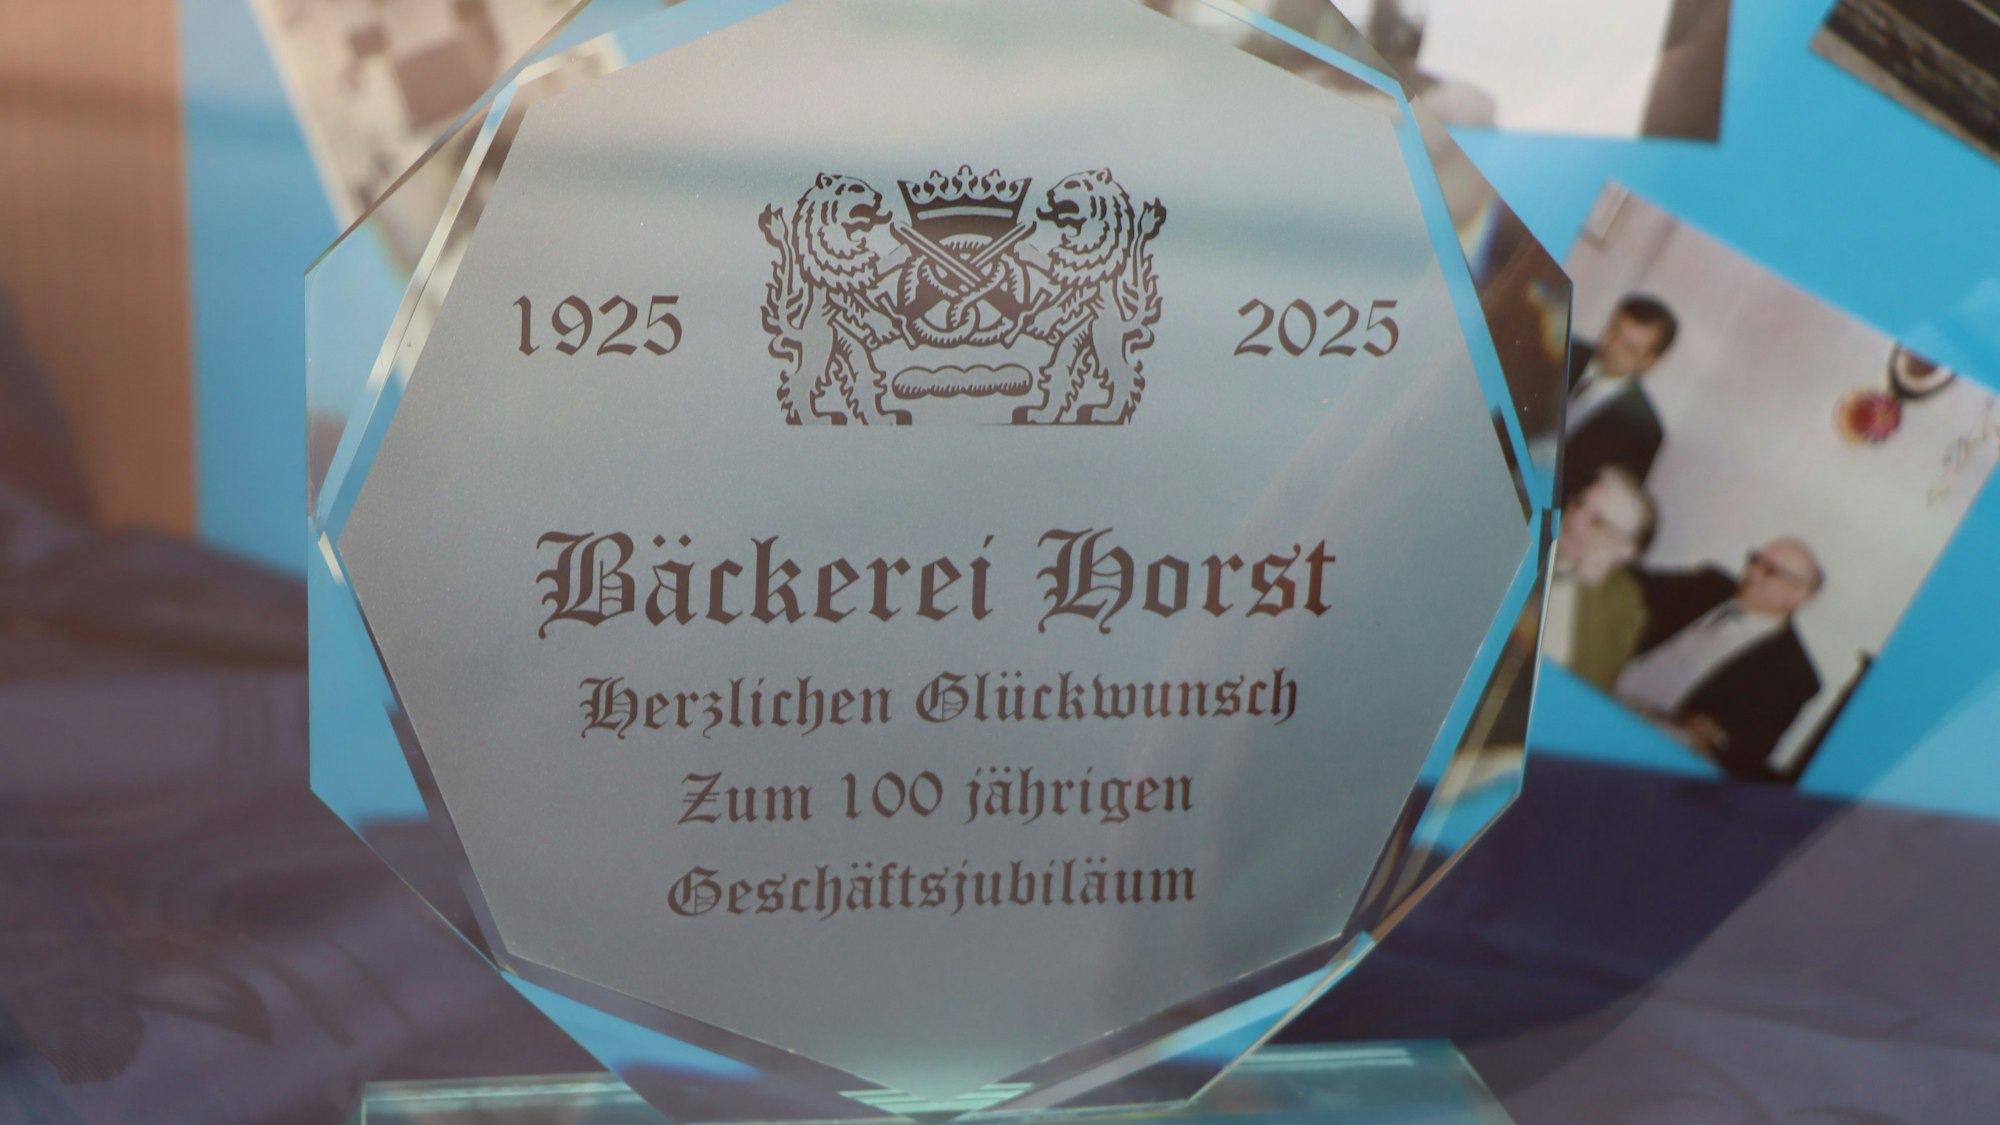 1925 2025
Bäckerei Horst
Herzlichen Glückwunsch
Zum 100 jährigen
Geschäftsjubiläum